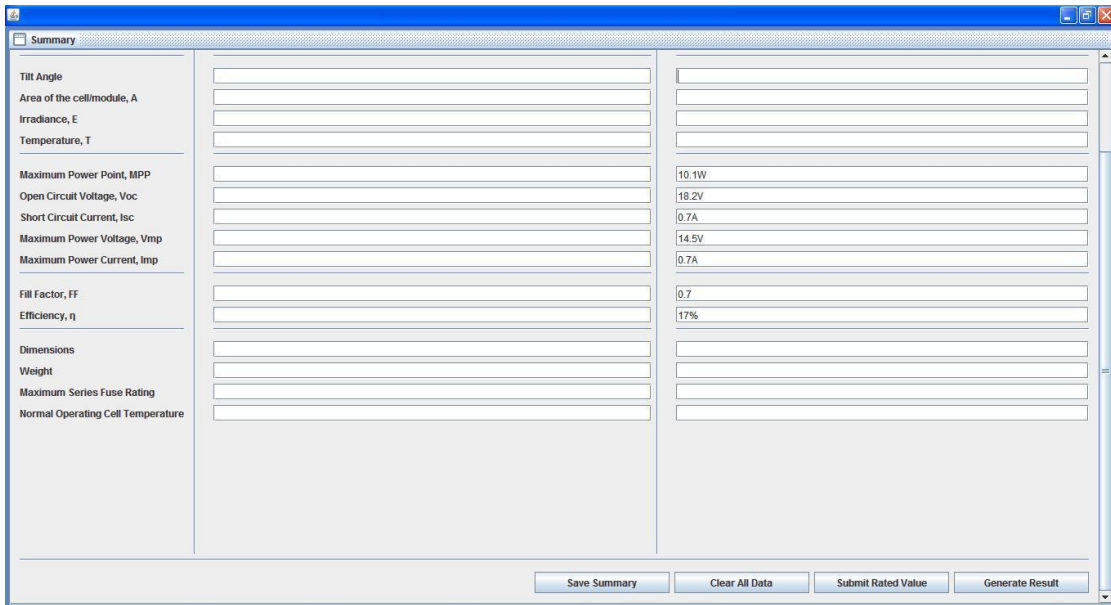 Summary
Tilt Angle
Area of the cell/module, A
Irradiance, E
Temperature, T
Maximum Power Point, MPP 10.1W
Open Circuit Voltage, Voc 18.2V
Short Circuit Current, Isc 0.7A
Maximum Power Voltage, Vmp 14.5V
Maximum Power Current, Imp 0.7A
Fill Factor, FF 0.7
Efficiency, η 17%
Dimensions
Weight
Maximum Series Fuse Rating
Normal Operating Cell Temperature
Save Summary Clear All Data Submit Rated Value Generate Result